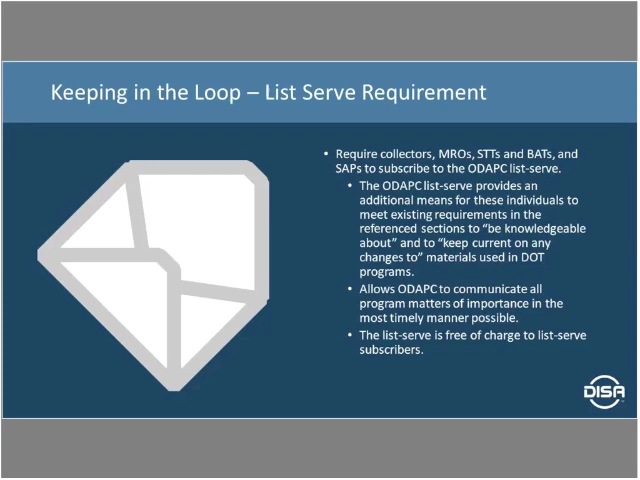 Keeping in the Loop – List Serve Requirement
• Require collectors, MROs, STTs and BATs, and
SAPs to subscribe to the ODAPC list-serve.
• The ODAPC list-serve provides an
additional means for these individuals to
meet existing requirements in the
referenced sections to “be knowledgeable
about” and to “keep current on any
changes to” materials used in DOT
programs.
• Allows ODAPC to communicate all
program matters of importance in the
most timely manner possible.
• The list-serve is free of charge to list-serve
subscribers.
DISA